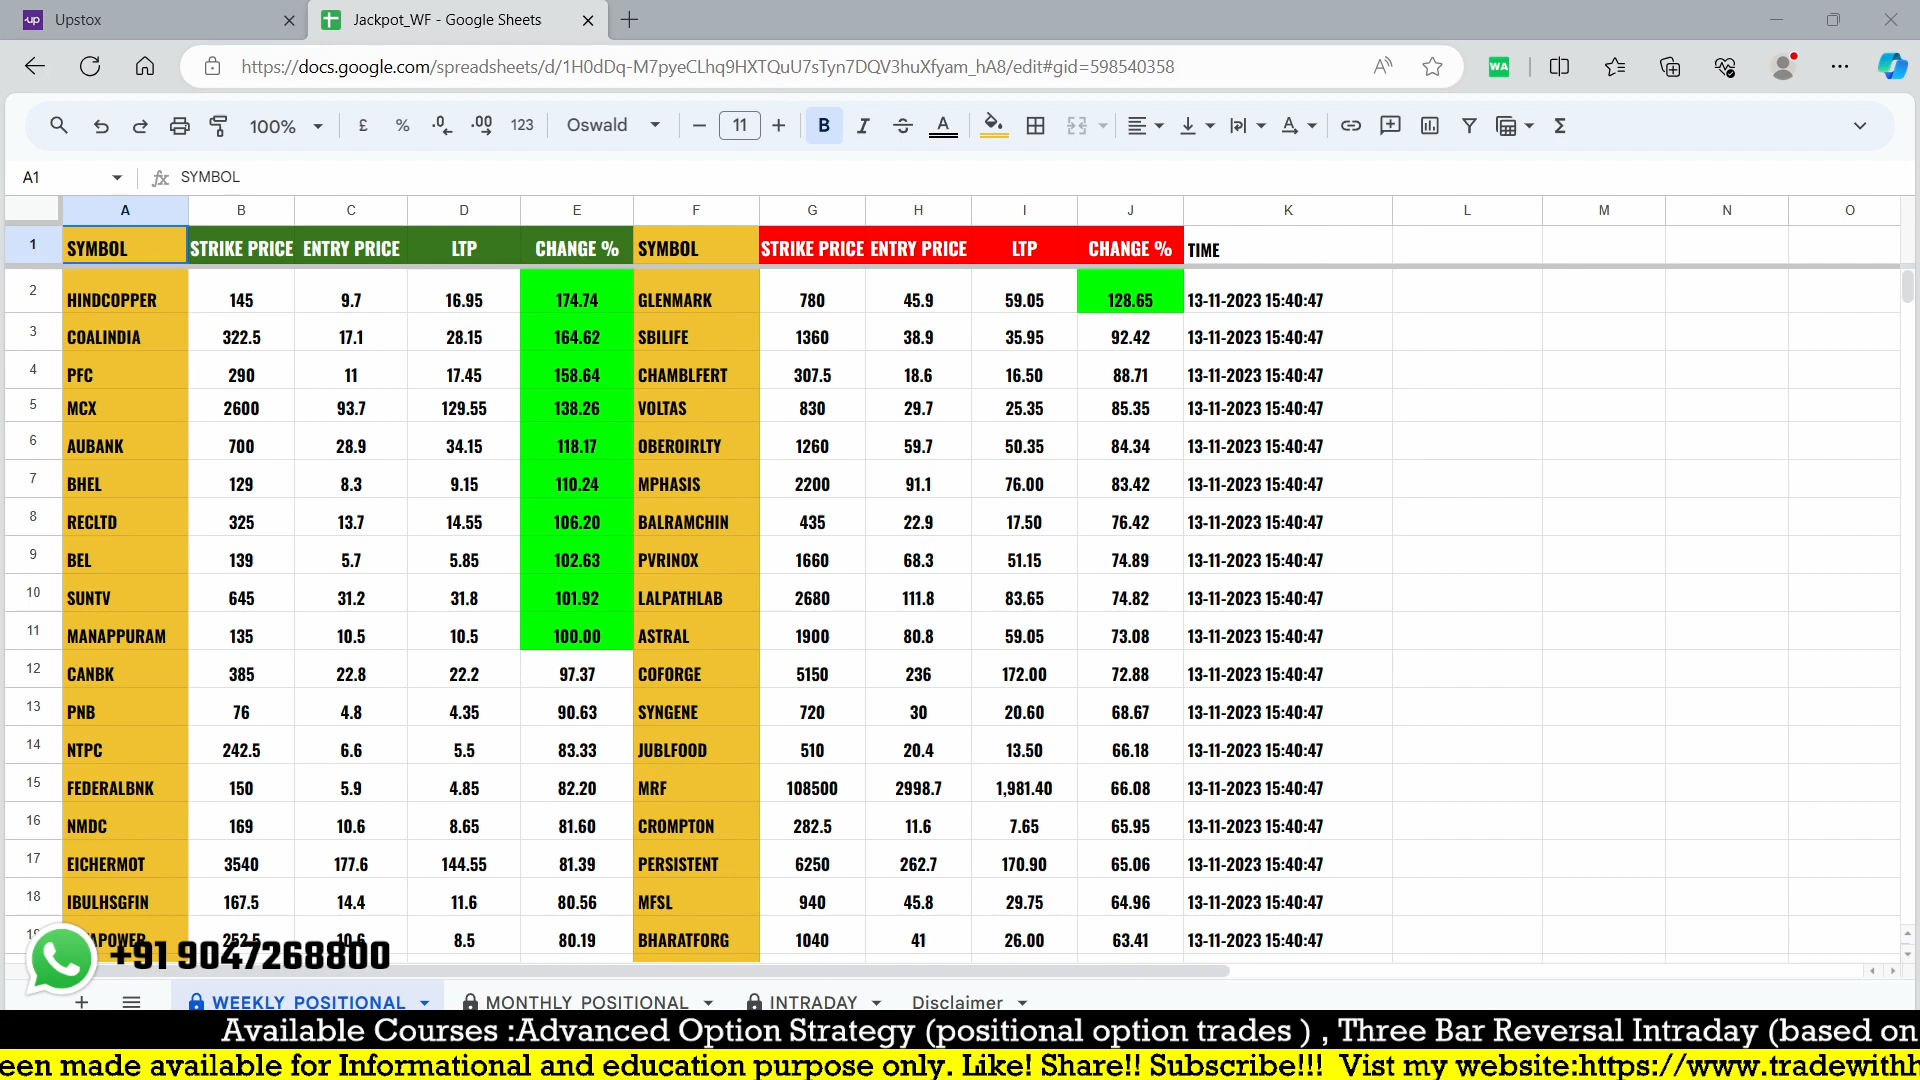 Upstox Jackpot_WF - Google Sheets
https://docs.google.com/spreadsheets/d/1H0dDq-M7pyeCLhq9HXTQuU7sTyn7DQV3huXfyam_hA8/edit#gid=598540358 WA
100% £ % .0 .00 123 Oswald 11 B I A Σ
A1 fx SYMBOL
A B C D E F G H I J K L M N O
1 SYMBOL STRIKE PRICE ENTRY PRICE LTP CHANGE % SYMBOL STRIKE PRICE ENTRY PRICE LTP CHANGE % TIME
2 HINDCOPPER 145 9.7 16.95 174.74 GLENMARK 780 45.9 59.05 128.65 13-11-2023 15:40:47
3 COALINDIA 322.5 17.1 28.15 164.62 SBILIFE 1360 38.9 35.95 92.42 13-11-2023 15:40:47
4 PFC 290 11 17.45 158.64 CHAMBLFERT 307.5 18.6 16.50 88.71 13-11-2023 15:40:47
5 MCX 2600 93.7 129.55 138.26 VOLTAS 830 29.7 25.35 85.35 13-11-2023 15:40:47
6 AUBANK 700 28.9 34.15 118.17 OBEROIRLTY 1260 59.7 50.35 84.34 13-11-2023 15:40:47
7 BHEL 129 8.3 9.15 110.24 MPHASIS 2200 91.1 76.00 83.42 13-11-2023 15:40:47
8 RECLTD 325 13.7 14.55 106.20 BALRAMCHIN 435 22.9 17.50 76.42 13-11-2023 15:40:47
9 BEL 139 5.7 5.85 102.63 PVRINOX 1660 68.3 51.15 74.89 13-11-2023 15:40:47
10 SUNTV 645 31.2 31.8 101.92 LALPATHLAB 2680 111.8 83.65 74.82 13-11-2023 15:40:47
11 MANAPPURAM 135 10.5 10.5 100.00 ASTRAL 1900 80.8 59.05 73.08 13-11-2023 15:40:47
12 CANBK 385 22.8 22.2 97.37 COFORGE 5150 236 172.00 72.88 13-11-2023 15:40:47
13 PNB 76 4.8 4.35 90.63 SYNGENE 720 30 20.60 68.67 13-11-2023 15:40:47
14 NTPC 242.5 6.6 5.5 83.33 JUBLFOOD 510 20.4 13.50 66.18 13-11-2023 15:40:47
15 FEDERALBNK 150 5.9 4.85 82.20 MRF 108500 2998.7 1,981.40 66.08 13-11-2023 15:40:47
16 NMDC 169 10.6 8.65 81.60 CROMPTON 282.5 11.6 7.65 65.95 13-11-2023 15:40:47
17 EICHERMOT 3540 177.6 144.55 81.39 PERSISTENT 6250 262.7 170.90 65.06 13-11-2023 15:40:47
18 IBULHSGFIN 167.5 14.4 11.6 80.56 MFSL 940 45.8 29.75 64.96 13-11-2023 15:40:47
19 APOWER 252.5 10.6 8.5 80.19 BHARATFORG 1040 41 26.00 63.41 13-11-2023 15:40:47
+91 9047268800
WEEKLY POSITIONAL MONTHLY POSITIONAL INTRADAY Disclaimer
Available Courses :Advanced Option Strategy (positional option trades ) , Three Bar Reversal Intraday (based on
een made available for Informational and education purpose only. Like! Share!! Subscribe!!! Vist my website:https://www.tradewithh